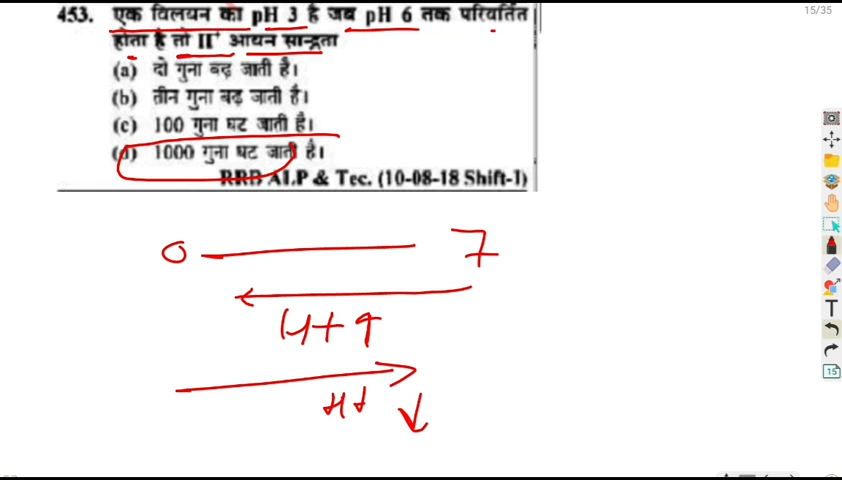 15/35
453. एक विलयन का pH 3 है जब pH 6 तक परिवर्तित
होता है तो H⁺ आयन सान्द्रता
(a) दो गुना बढ़ जाती है।
(b) तीन गुना बढ़ जाती है।
(c) 100 गुना घट जाती है।
(d) 1000 गुना घट जाती है।
RRB ALP & Tec. (10-08-18 Shift-I)
0 7
H+ ↑
H+ ↓
T
15